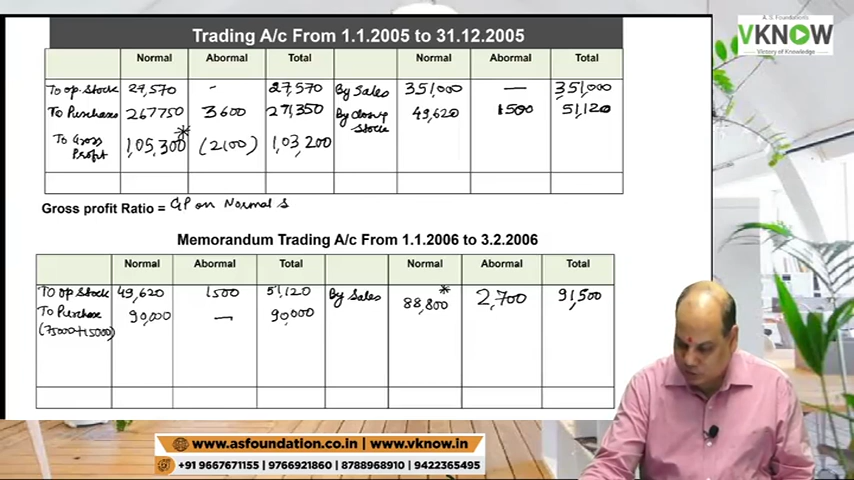 A. S. Foundation's
VKNOW
Victory of Knowledge
Trading A/c From 1.1.2005 to 31.12.2005
Normal Abormal Total Normal Abormal Total
To op. Stock 27,570 - 27,570 By Sales 351,000 — 351,000
To Purchases 267750 3600 271,350 By Closing Stock 49,620 1500 51,120
To Gross Profit 1,05,300* (2100) 1,03,200
Gross profit Ratio = GP on Normal S
Memorandum Trading A/c From 1.1.2006 to 3.2.2006
Normal Abormal Total Normal Abormal Total
To op Stock 49,620 1500 51,120 By Sales 88,800* 2,700 91,500
To Purchase 90,000 — 90,000
(75000+15000)
www.asfoundation.co.in | www.vknow.in
+91 9667671155 | 9766921860 | 8788968910 | 9422365495